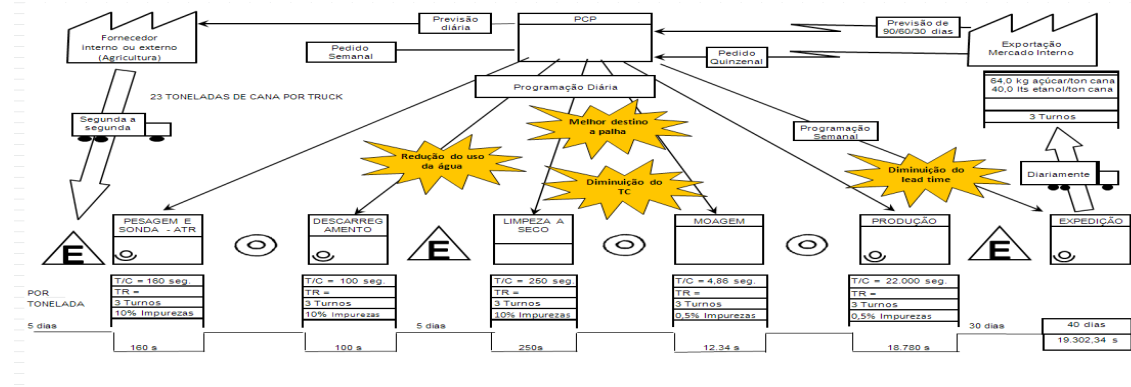 Fornecedor
interno ou externo
(Agricultura)
Previsão
diária
PCP
Previsão de
90/60/30 dias
Exportação
Mercado Interno
Pedido
Semanal
Pedido
Quinzenal
Programação Diária
64,0 kg açúcar/ton cana
40,0 lts etanol/ton cana
3 Turnos
23 TONELADAS DE CANA POR TRUCK
Segunda a
segunda
Melhor destino
a palha
Programação
Semanal
Redução do uso
da água
Diminuição do
TC
Diminuição do
lead time
Diariamente
E
PESAGEM E
SONDA - ATR
DESCARREG
AMENTO
E
LIMPEZA A
SECO
MOAGEM
PRODUÇÃO
E
EXPEDIÇÃO
POR
TONELADA
T/C = 160 seg.
TR =
3 Turnos
10% Impurezas
T/C = 100 seg.
TR =
3 Turnos
10% Impurezas
T/C = 250 seg.
TR =
3 Turnos
10% Impurezas
T/C = 4,86 seg.
TR =
3 Turnos
0,5% Impurezas
T/C = 22.000 seg.
TR =
3 Turnos
0,5% Impurezas
5 dias
5 dias
30 dias
40 dias
160 s
100 s
250s
12.34 s
18.780 s
19.302,34 s